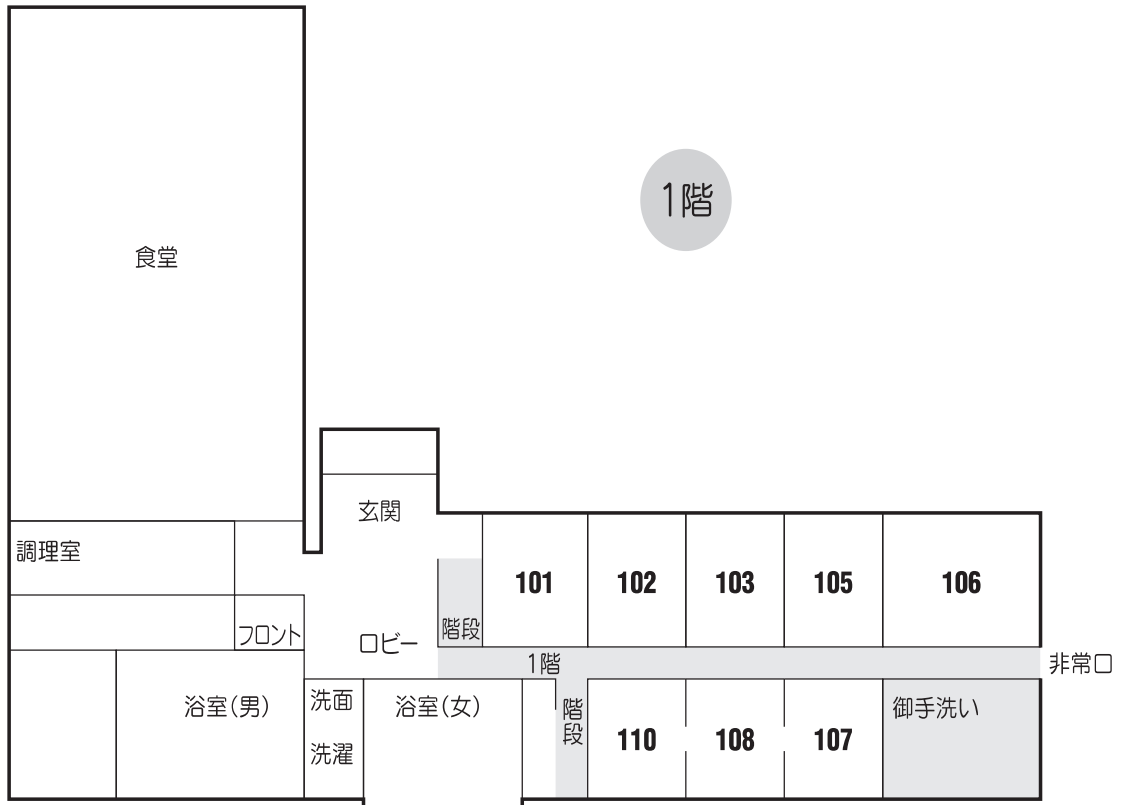 1階
食堂
玄関
調理室
101
102
103
105
106
フロント
ロビー
階段
1階
非常口
浴室(男)
洗面
洗濯
浴室(女)
階段
110
108
107
御手洗い